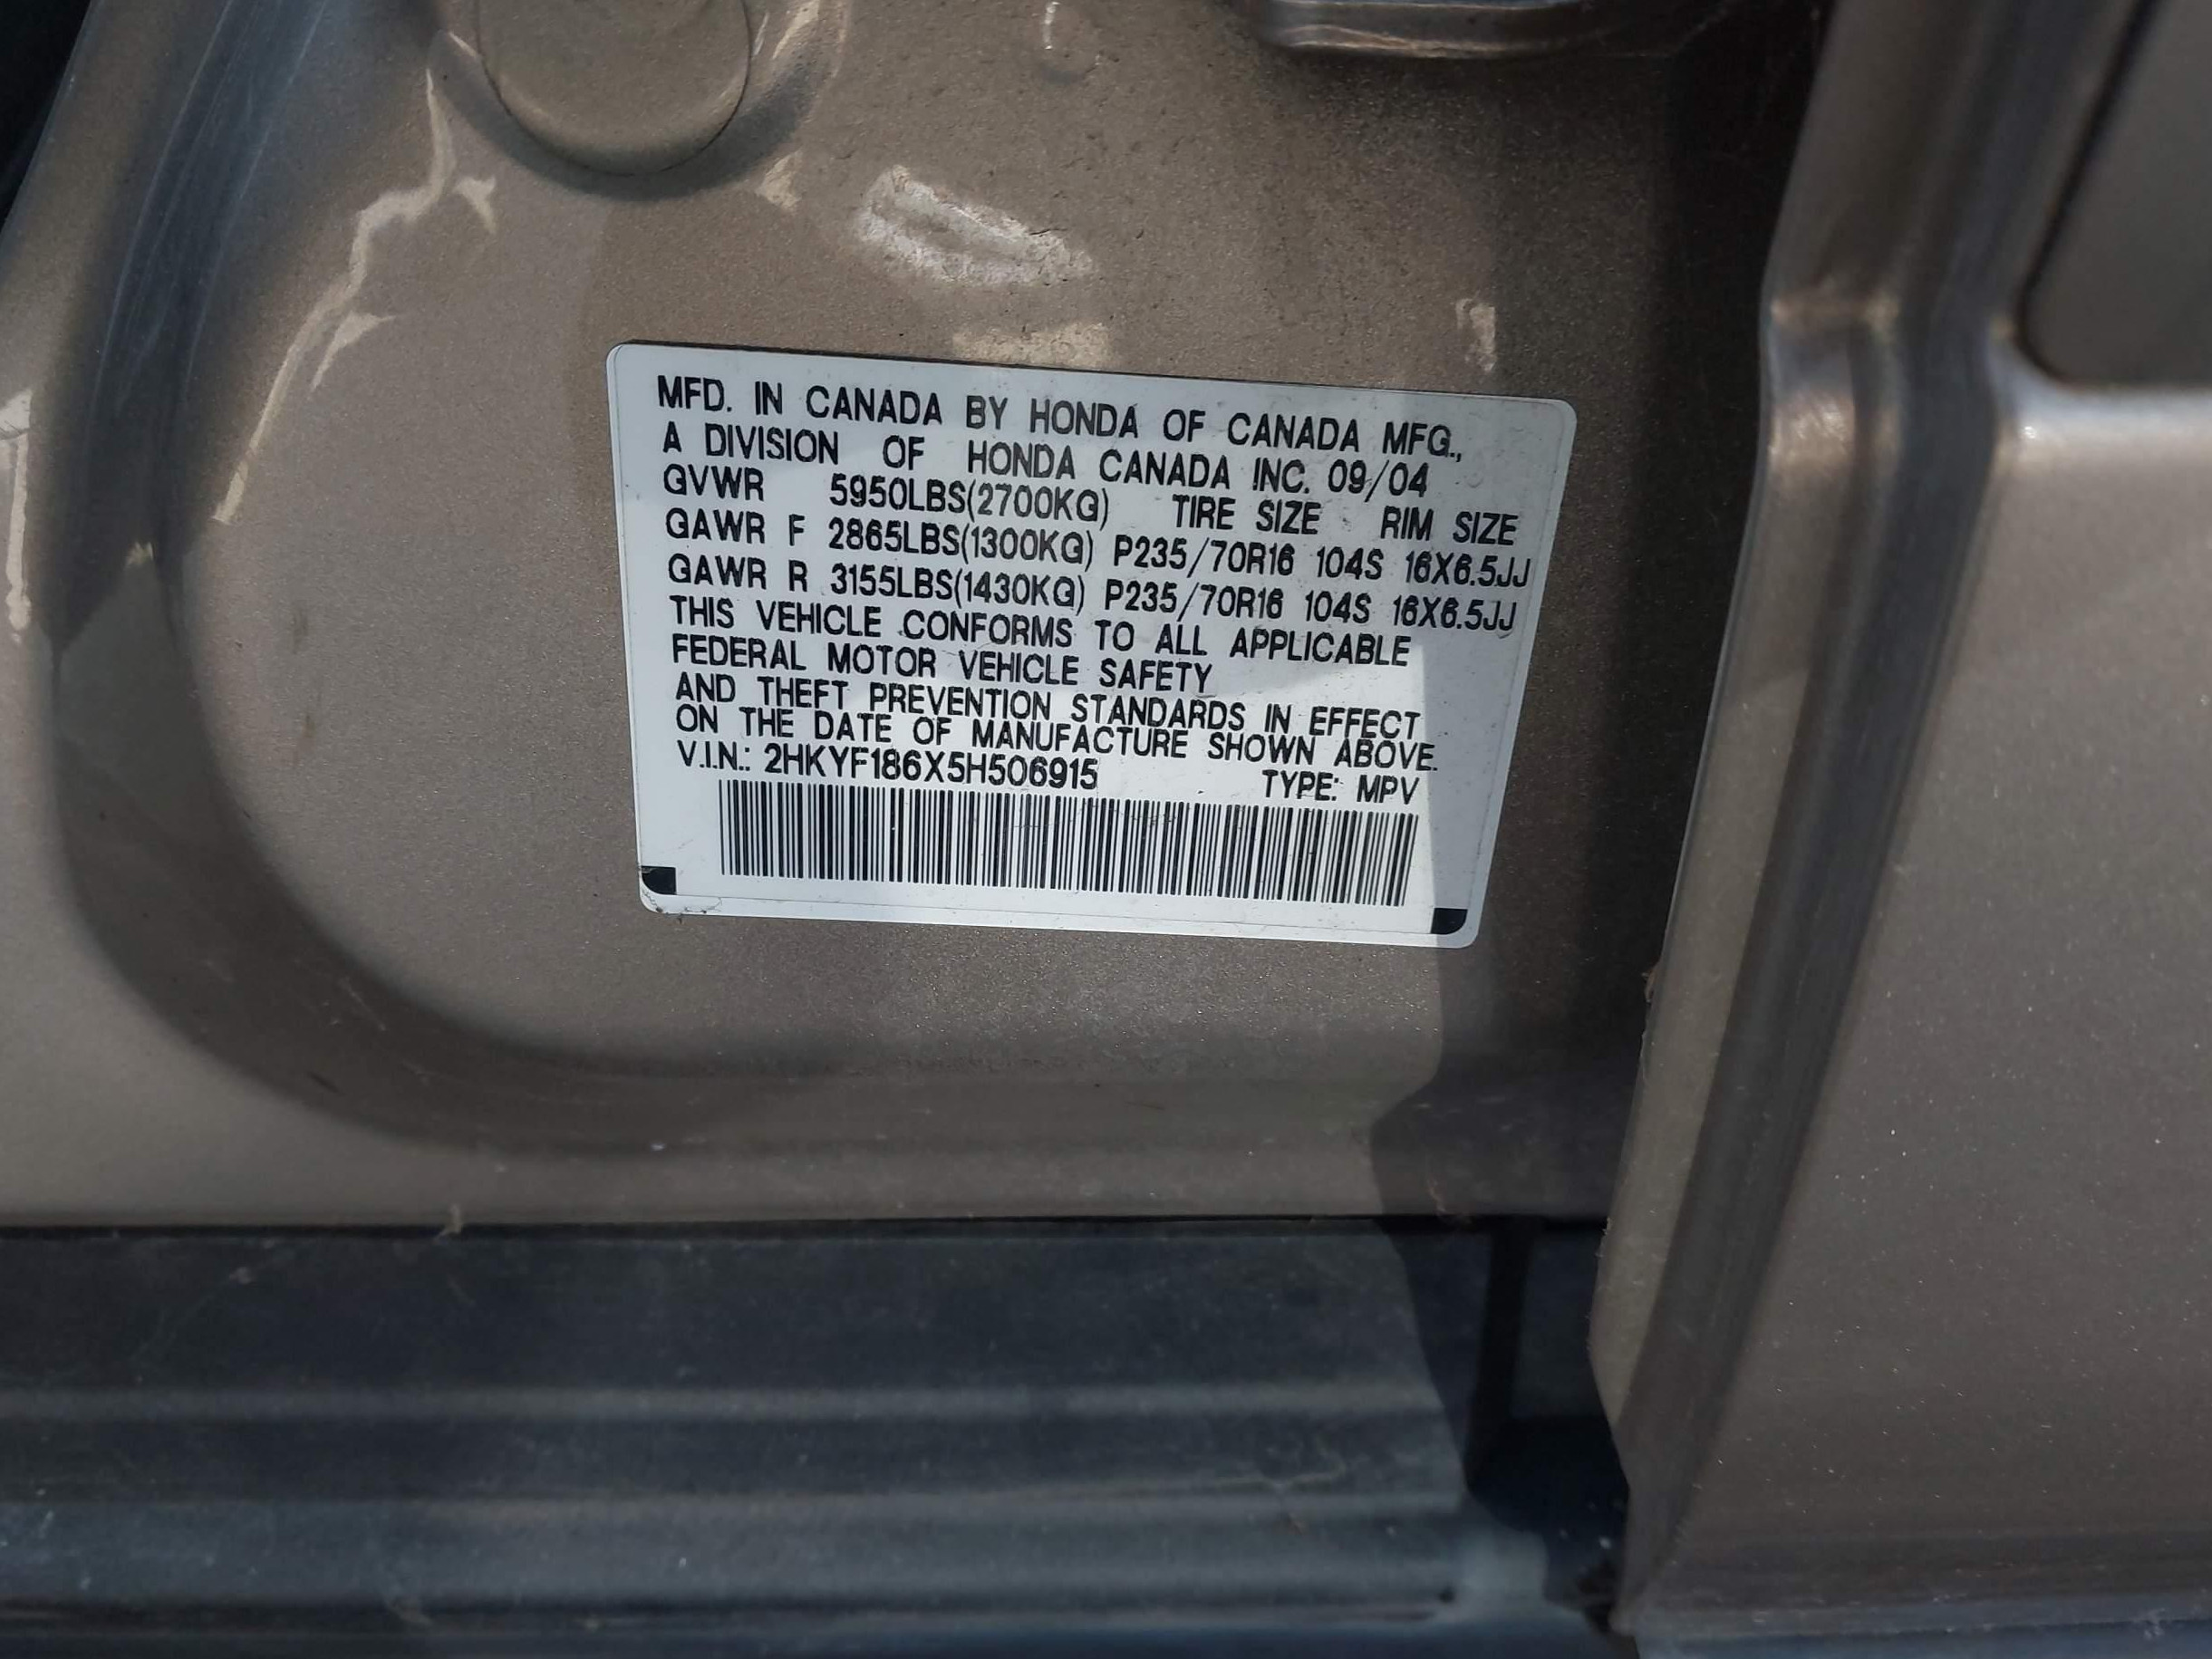 MFD. IN CANADA BY HONDA OF CANADA MFG.,
A DIVISION OF HONDA CANADA INC. 09/04
GVWR 5950LBS(2700KG) TIRE SIZE RIM SIZE
GAWR F 2865LBS(1300KG) P235/70R16 104S 16X6.5JJ
GAWR R 3155LBS(1430KG) P235/70R16 104S 16X6.5JJ
THIS VEHICLE CONFORMS TO ALL APPLICABLE
FEDERAL MOTOR VEHICLE SAFETY
AND THEFT PREVENTION STANDARDS IN EFFECT
ON THE DATE OF MANUFACTURE SHOWN ABOVE.
V.I.N.: 2HKYF186X5H506915 TYPE: MPV